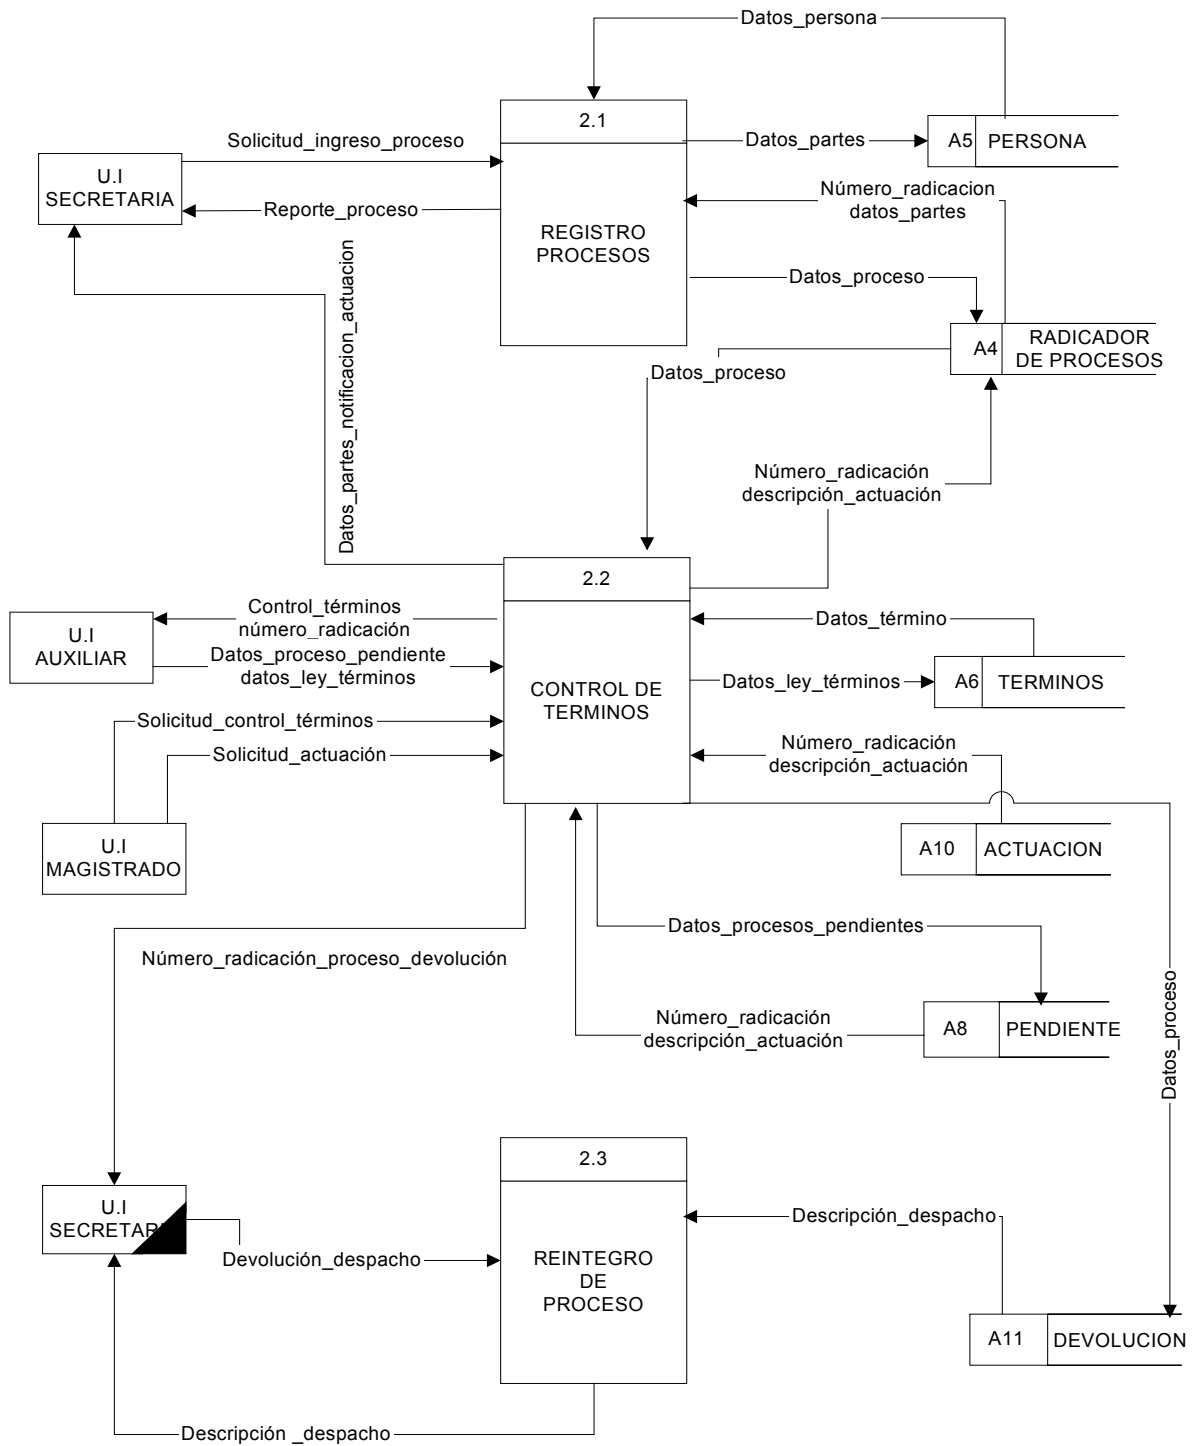 Datos_persona
2.1
Solicitud_ingreso_proceso
Datos_partes
A5
PERSONA
U.I
SECRETARIA
Reporte_proceso
Número_radicacion
datos_partes
REGISTRO
PROCESOS
Datos_proceso
Datos_partes_notificacion_actuacion
A4
RADICADOR
DE PROCESOS
Datos_proceso
Número_radicación
descripción_actuación
2.2
Control_términos
número_radicación
Datos_término
U.I
AUXILIAR
Datos_proceso_pendiente
datos_ley_términos
CONTROL DE
TERMINOS
Datos_ley_términos
A6
TERMINOS
Solicitud_control_términos
Solicitud_actuación
Número_radicación
descripción_actuación
U.I
MAGISTRADO
A10
ACTUACION
Datos_procesos_pendientes
Número_radicación_proceso_devolución
Número_radicación
descripción_actuación
A8
PENDIENTE
Datos_proceso
2.3
U.I
SECRETARI
Descripción_despacho
Devolución_despacho
REINTEGRO
DE
PROCESO
A11
DEVOLUCION
Descripción _despacho